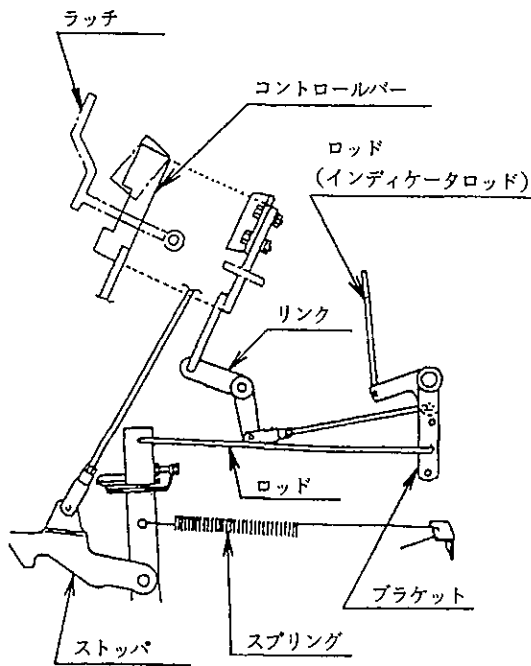 ラッチ
コントロールバー
ロッド
(インディケータロッド)
リンク
ロッド
ブラケット
スプリング
ストッパ